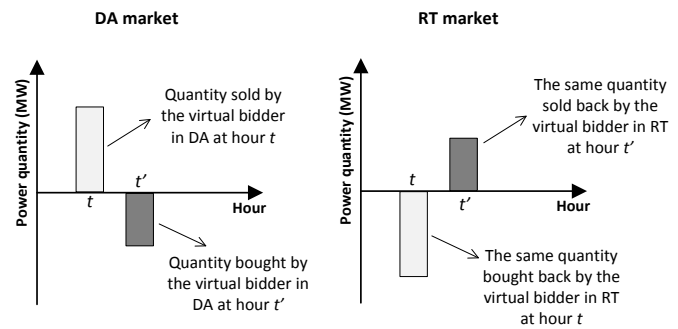 DA market
RT market
Power quantity (MW)
Quantity sold by
the virtual bidder
in DA at hour t
t
t’
Hour
Quantity bought by
the virtual bidder in
DA at hour t’
Power quantity (MW)
The same quantity
sold back by the
virtual bidder in RT
at hour t’
t
t’
Hour
The same quantity
bought back by the
virtual bidder in RT
at hour t